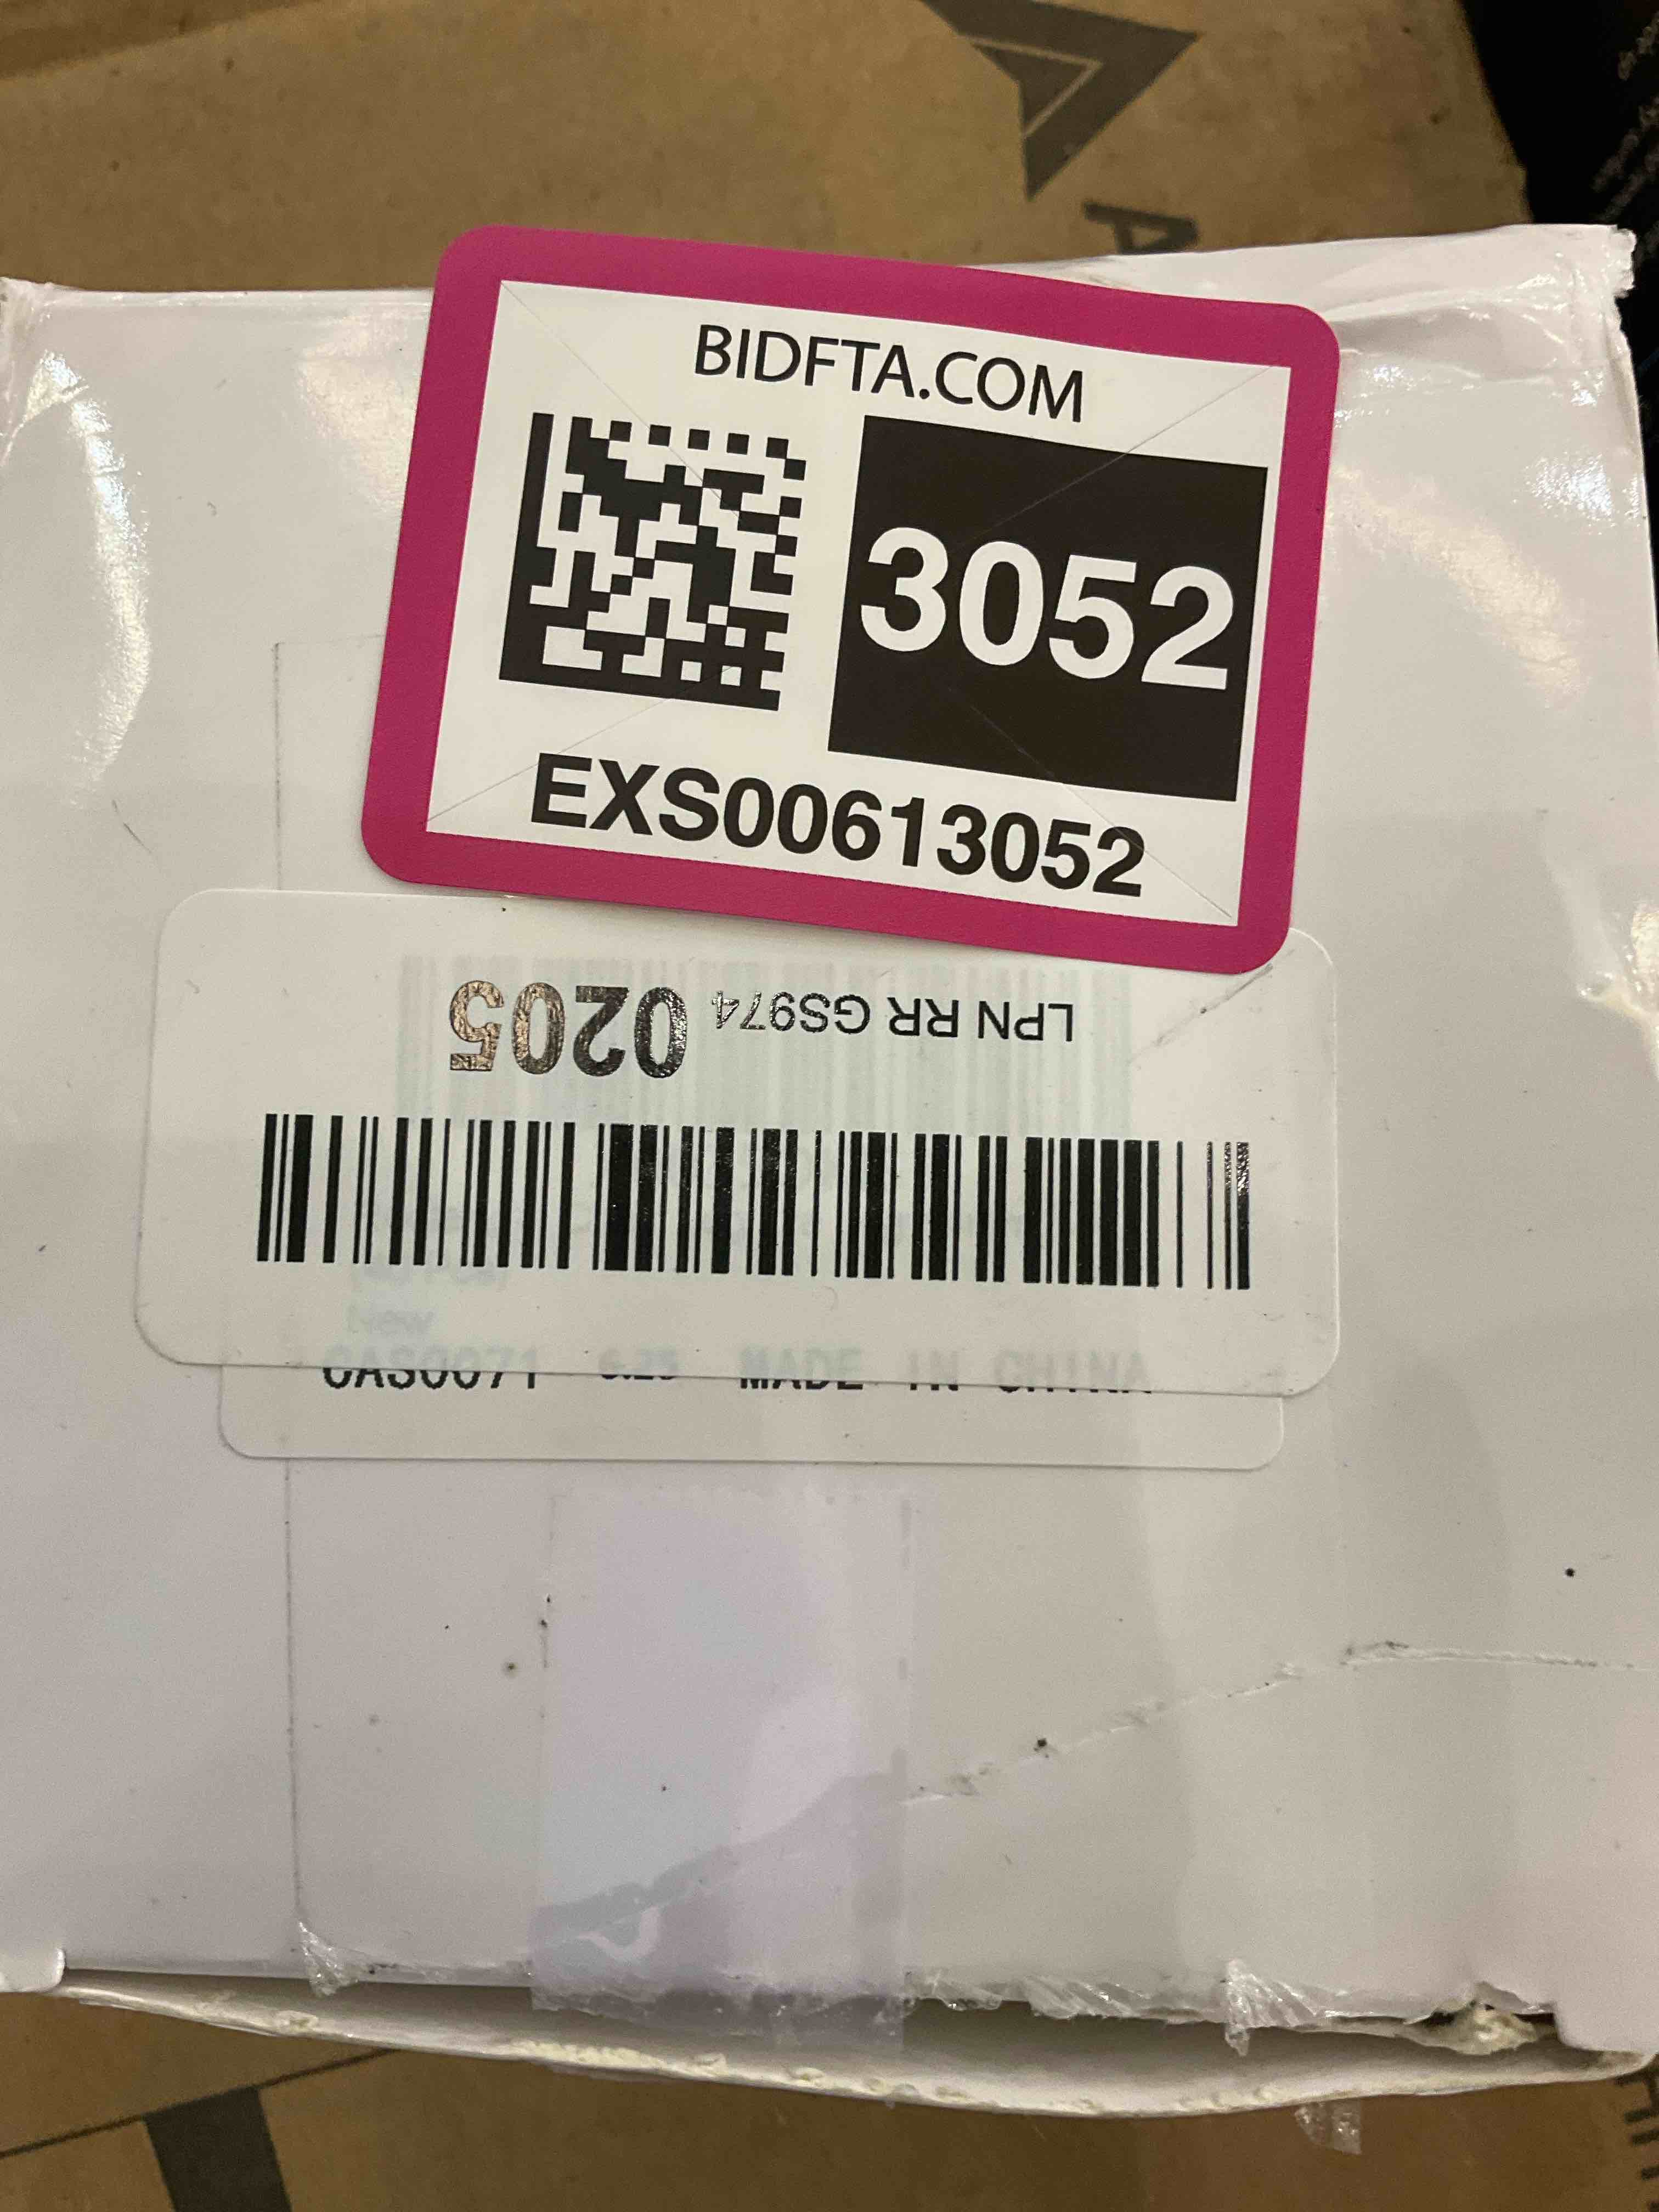 BIDFTA.COM
3052
EXS00613052
LPN RR GS974 0205
New
MADE IN CHINA